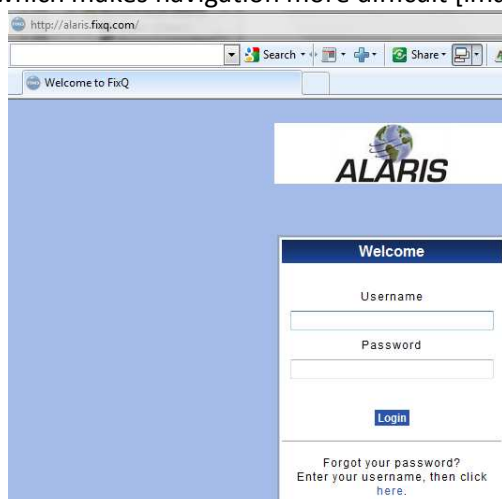 which makes navigation more difficult
http://alaris.fixq.com/
Search
Share
Welcome to FixQ
ALARIS
Welcome
Username
Password
Login
Forgot your password?
Enter your username, then click
here.